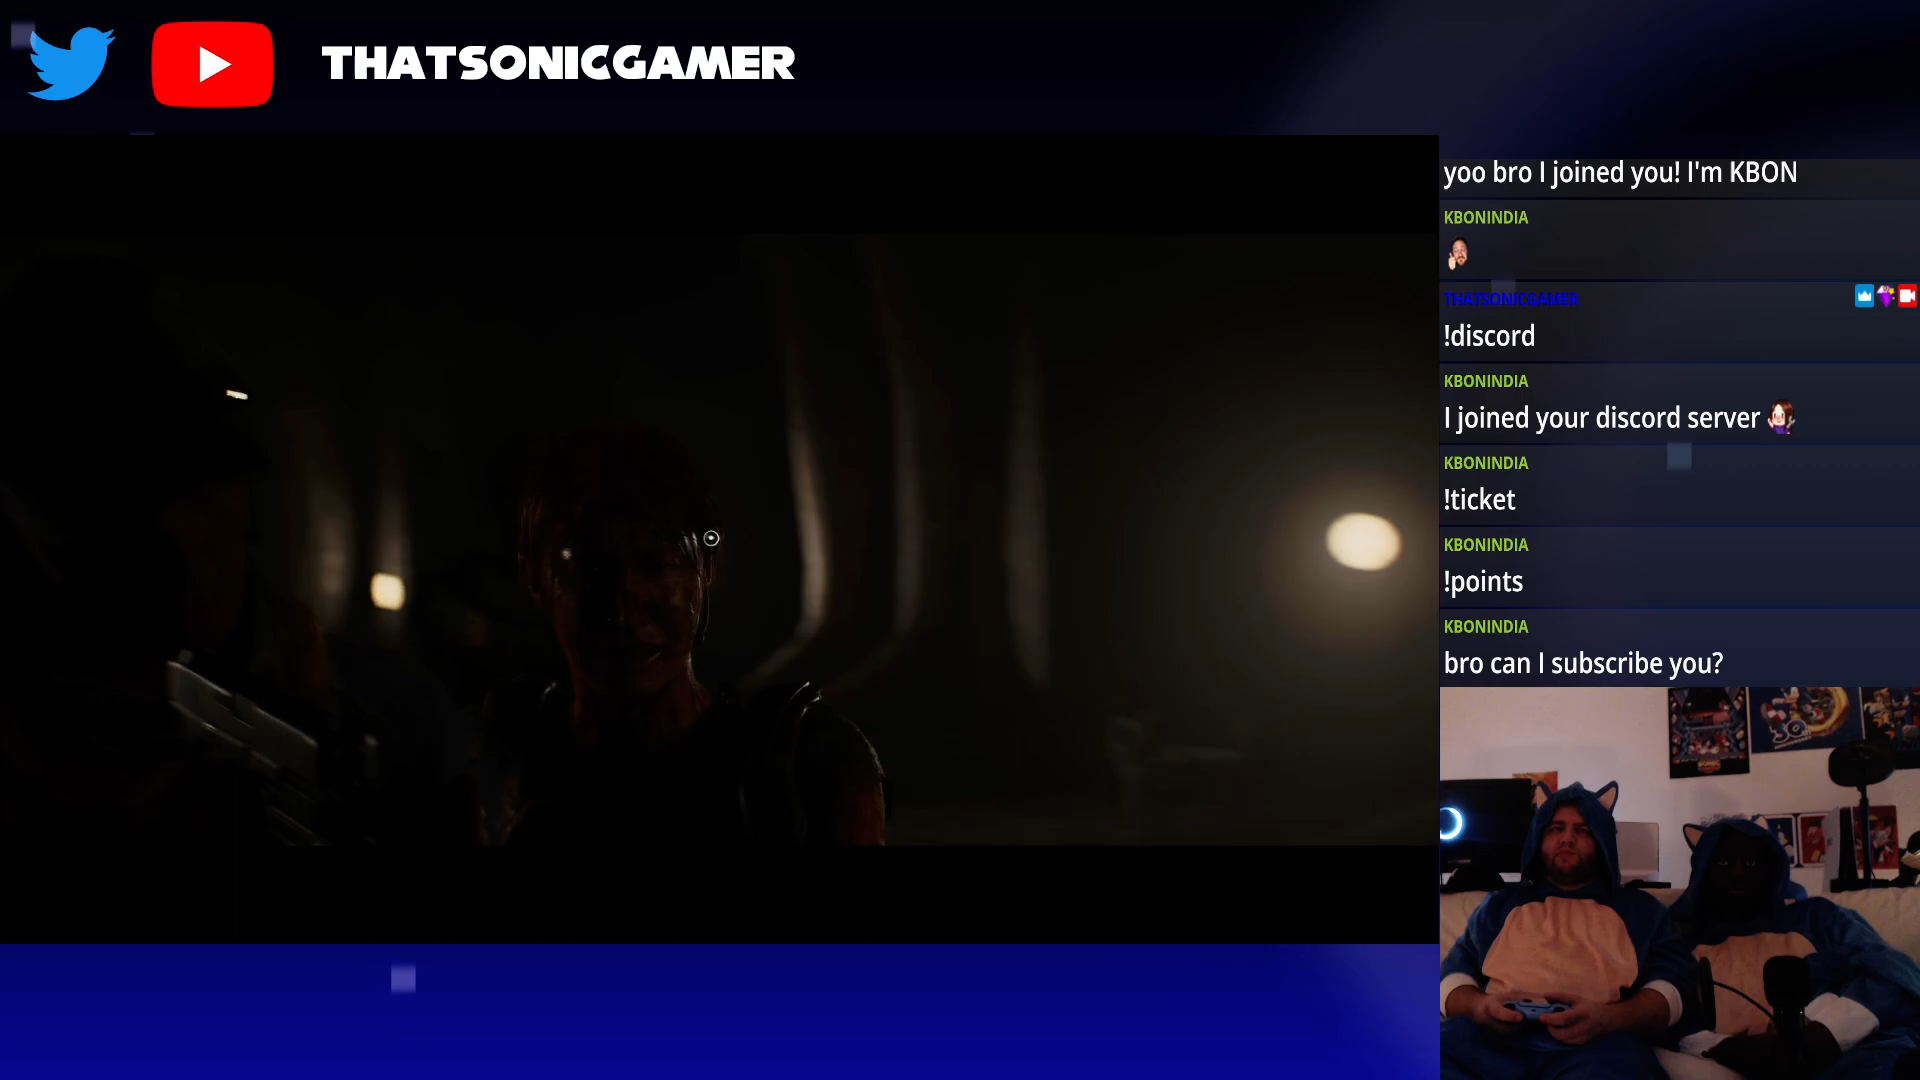 THATSONICGAMER
yoo bro I joined you! I'm KBON
KBONINDIA
THATSONICGAMER
!discord
KBONINDIA
I joined your discord server
KBONINDIA
!ticket
KBONINDIA
!points
KBONINDIA
bro can I subscribe you?